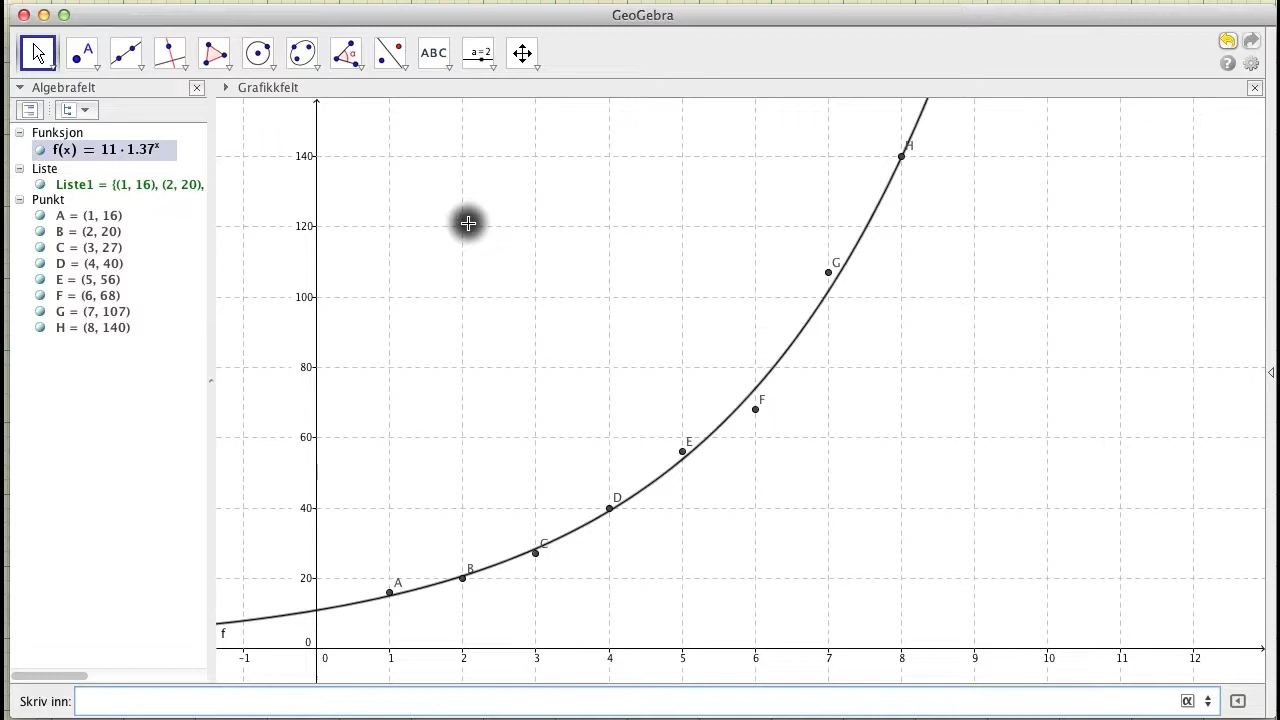 GeoGebra
A
α
ABC
a=2
Algebrafelt
Grafikkfelt
Funksjon
f(x) = 11 · 1.37ˣ
Liste
Liste1 = {(1, 16), (2, 20),
Punkt
A = (1, 16)
B = (2, 20)
C = (3, 27)
D = (4, 40)
E = (5, 56)
F = (6, 68)
G = (7, 107)
H = (8, 140)
140
H
120
G
100
80
F
60
E
40
D
C
20
B
A
0
f
-1 0 1 2 3 4 5 6 7 8 9 10 11 12
Skriv inn:
α